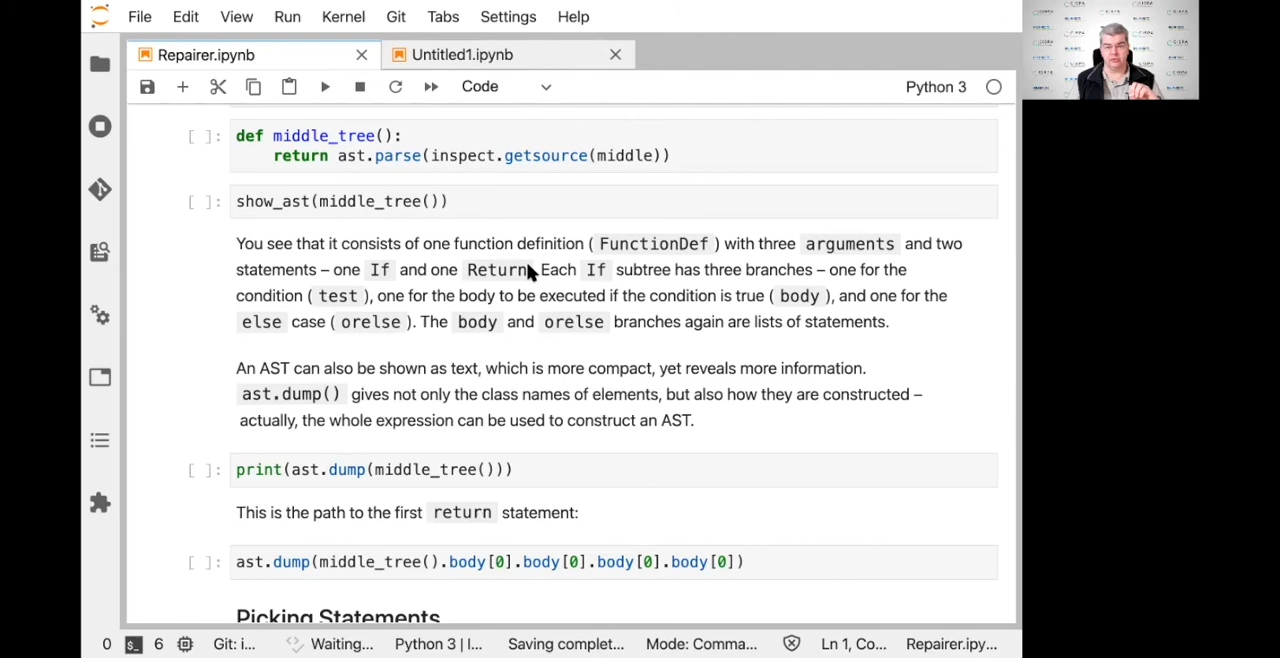 File Edit View Run Kernel Git Tabs Settings Help
Repairer.ipynb Untitled1.ipynb
Code Python 3
[ ]: def middle_tree():
return ast.parse(inspect.getsource(middle))
[ ]: show_ast(middle_tree())
You see that it consists of one function definition ( FunctionDef ) with three arguments and two
statements – one If and one Return Each If subtree has three branches – one for the
condition ( test ), one for the body to be executed if the condition is true ( body ), and one for the
else case ( orelse ). The body and orelse branches again are lists of statements.
An AST can also be shown as text, which is more compact, yet reveals more information.
ast.dump() gives not only the class names of elements, but also how they are constructed –
actually, the whole expression can be used to construct an AST.
[ ]: print(ast.dump(middle_tree()))
This is the path to the first return statement:
[ ]: ast.dump(middle_tree().body[0].body[0].body[0].body[0])
Picking Statements
0 6 Git: i... Waiting... Python 3 | I... Saving complet... Mode: Comma... Ln 1, Co... Repairer.ipy...